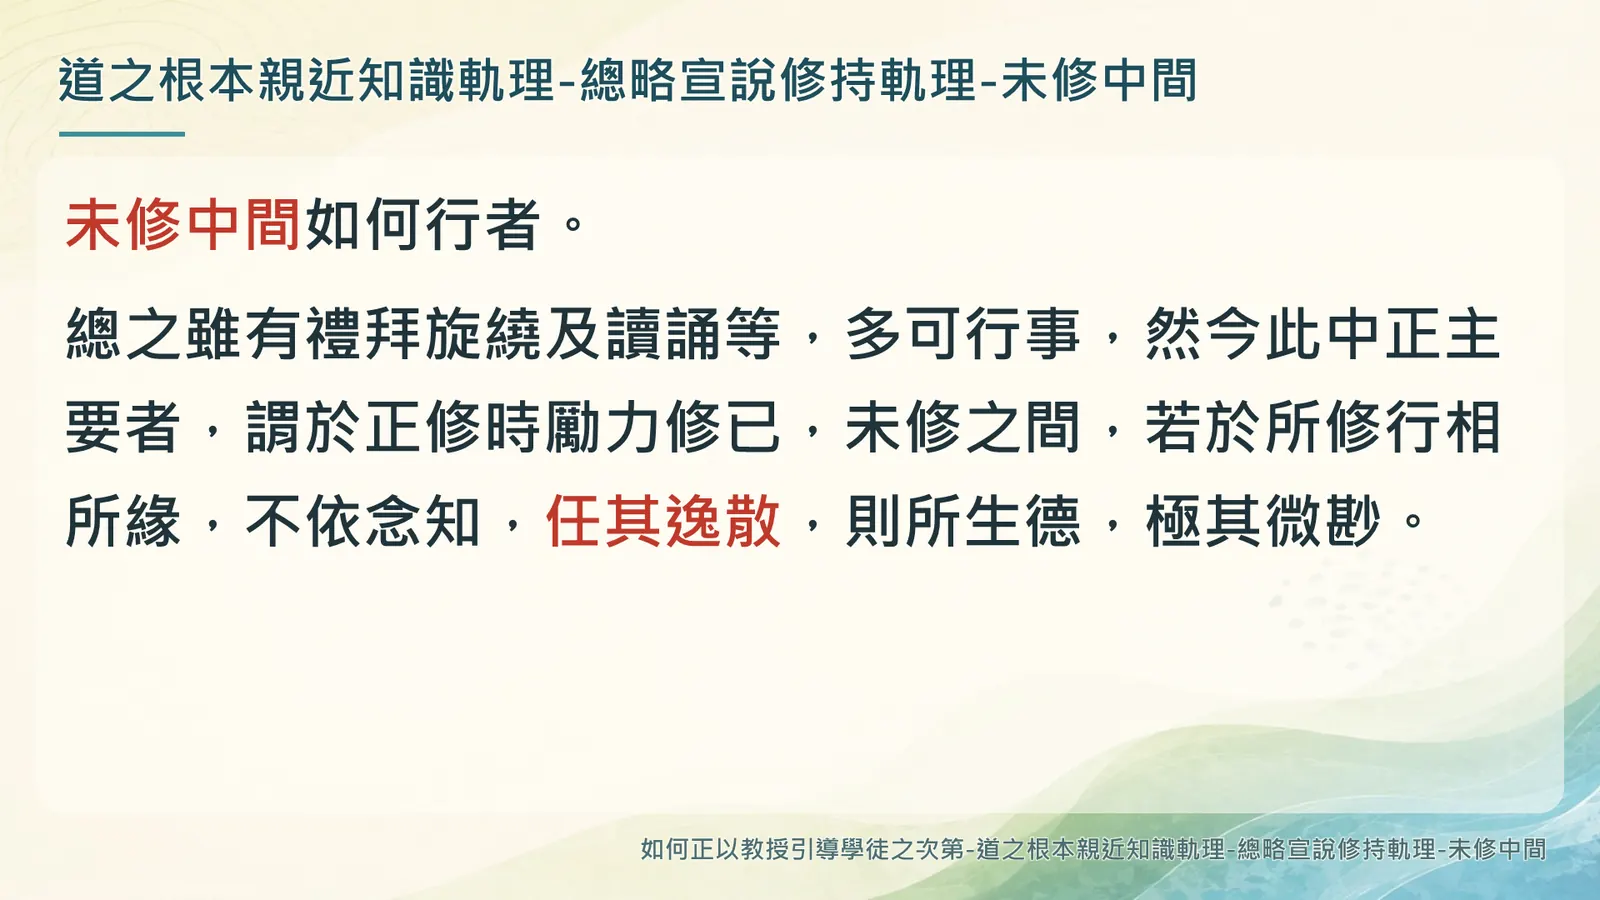 道之根本親近知識軌理-總略宣說修持軌理-未修中間
未修中間如何行者。
總之雖有禮拜旋繞及讀誦等，多可行事，然今此中正主
要者，謂於正修時勵力修已，未修之間，若於所修行相
所緣，不依念知，任其逸散，則所生德，極其微尠。
如何正以教授引導學徒之次第-道之根本親近知識軌理-總略宣說修持軌理-未修中間